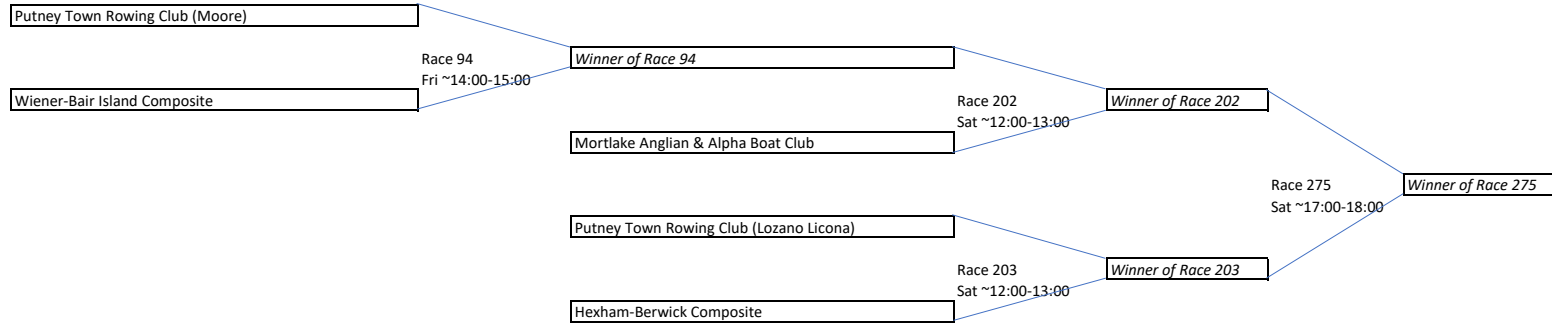 Putney Town Rowing Club (Moore)
Race 94
Fri ~14:00-15:00
Wiener-Bair Island Composite
Winner of Race 94
Race 202
Sat ~12:00-13:00
Mortlake Anglian & Alpha Boat Club
Winner of Race 202
Putney Town Rowing Club (Lozano Licona)
Race 203
Sat ~12:00-13:00
Hexham-Berwick Composite
Winner of Race 203
Race 275
Sat ~17:00-18:00
Winner of Race 275